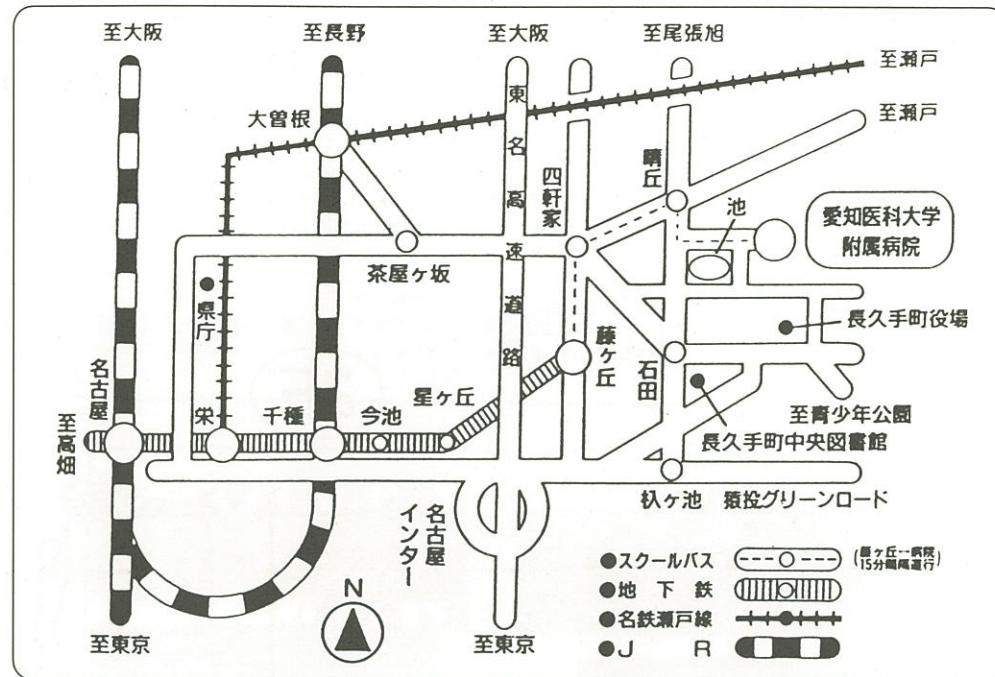 至大阪
至長野
至大阪
至尾張旭
至瀬戸
至瀬戸
大曽根
東名高速道路
四軒家
晴丘
池
愛知医科大学
附属病院
茶屋ヶ坂
県庁
長久手町役場
藤ヶ丘
石田
名古屋
栄
千種
今池
星ヶ丘
至青少年公園
長久手町中央図書館
至高畑
杁ヶ池
猿投グリーンロード
名古屋
インター
N
至東京
至東京
●スクールバス
15分間隔運行)
●地下鉄
●名鉄瀬戸線
●JR